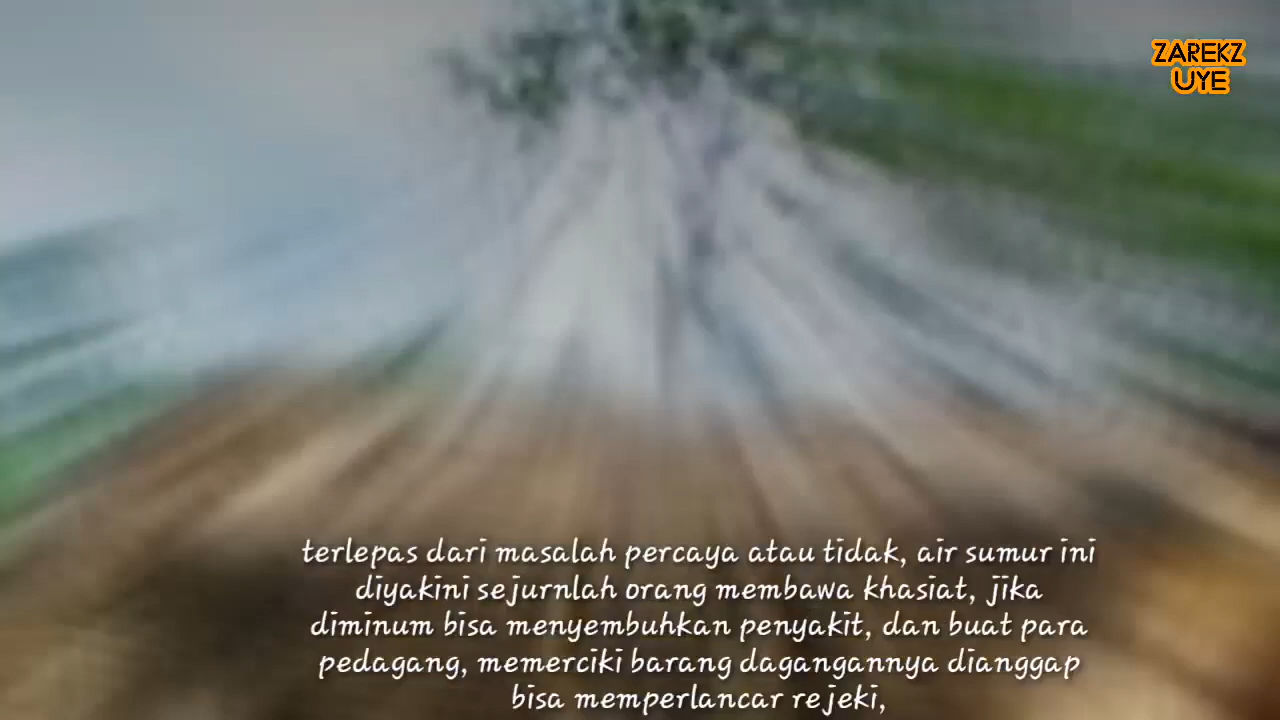 ZAREKZ
UYE
terlepas dari masalah percaya atau tidak, air sumur ini
diyakini sejurnlah orang membawa khasiat, jika
diminum bisa menyembuhkan penyakit, dan buat para
pedagang, memerciki barang dagangannya dianggap
bisa memperlancar rejeki,